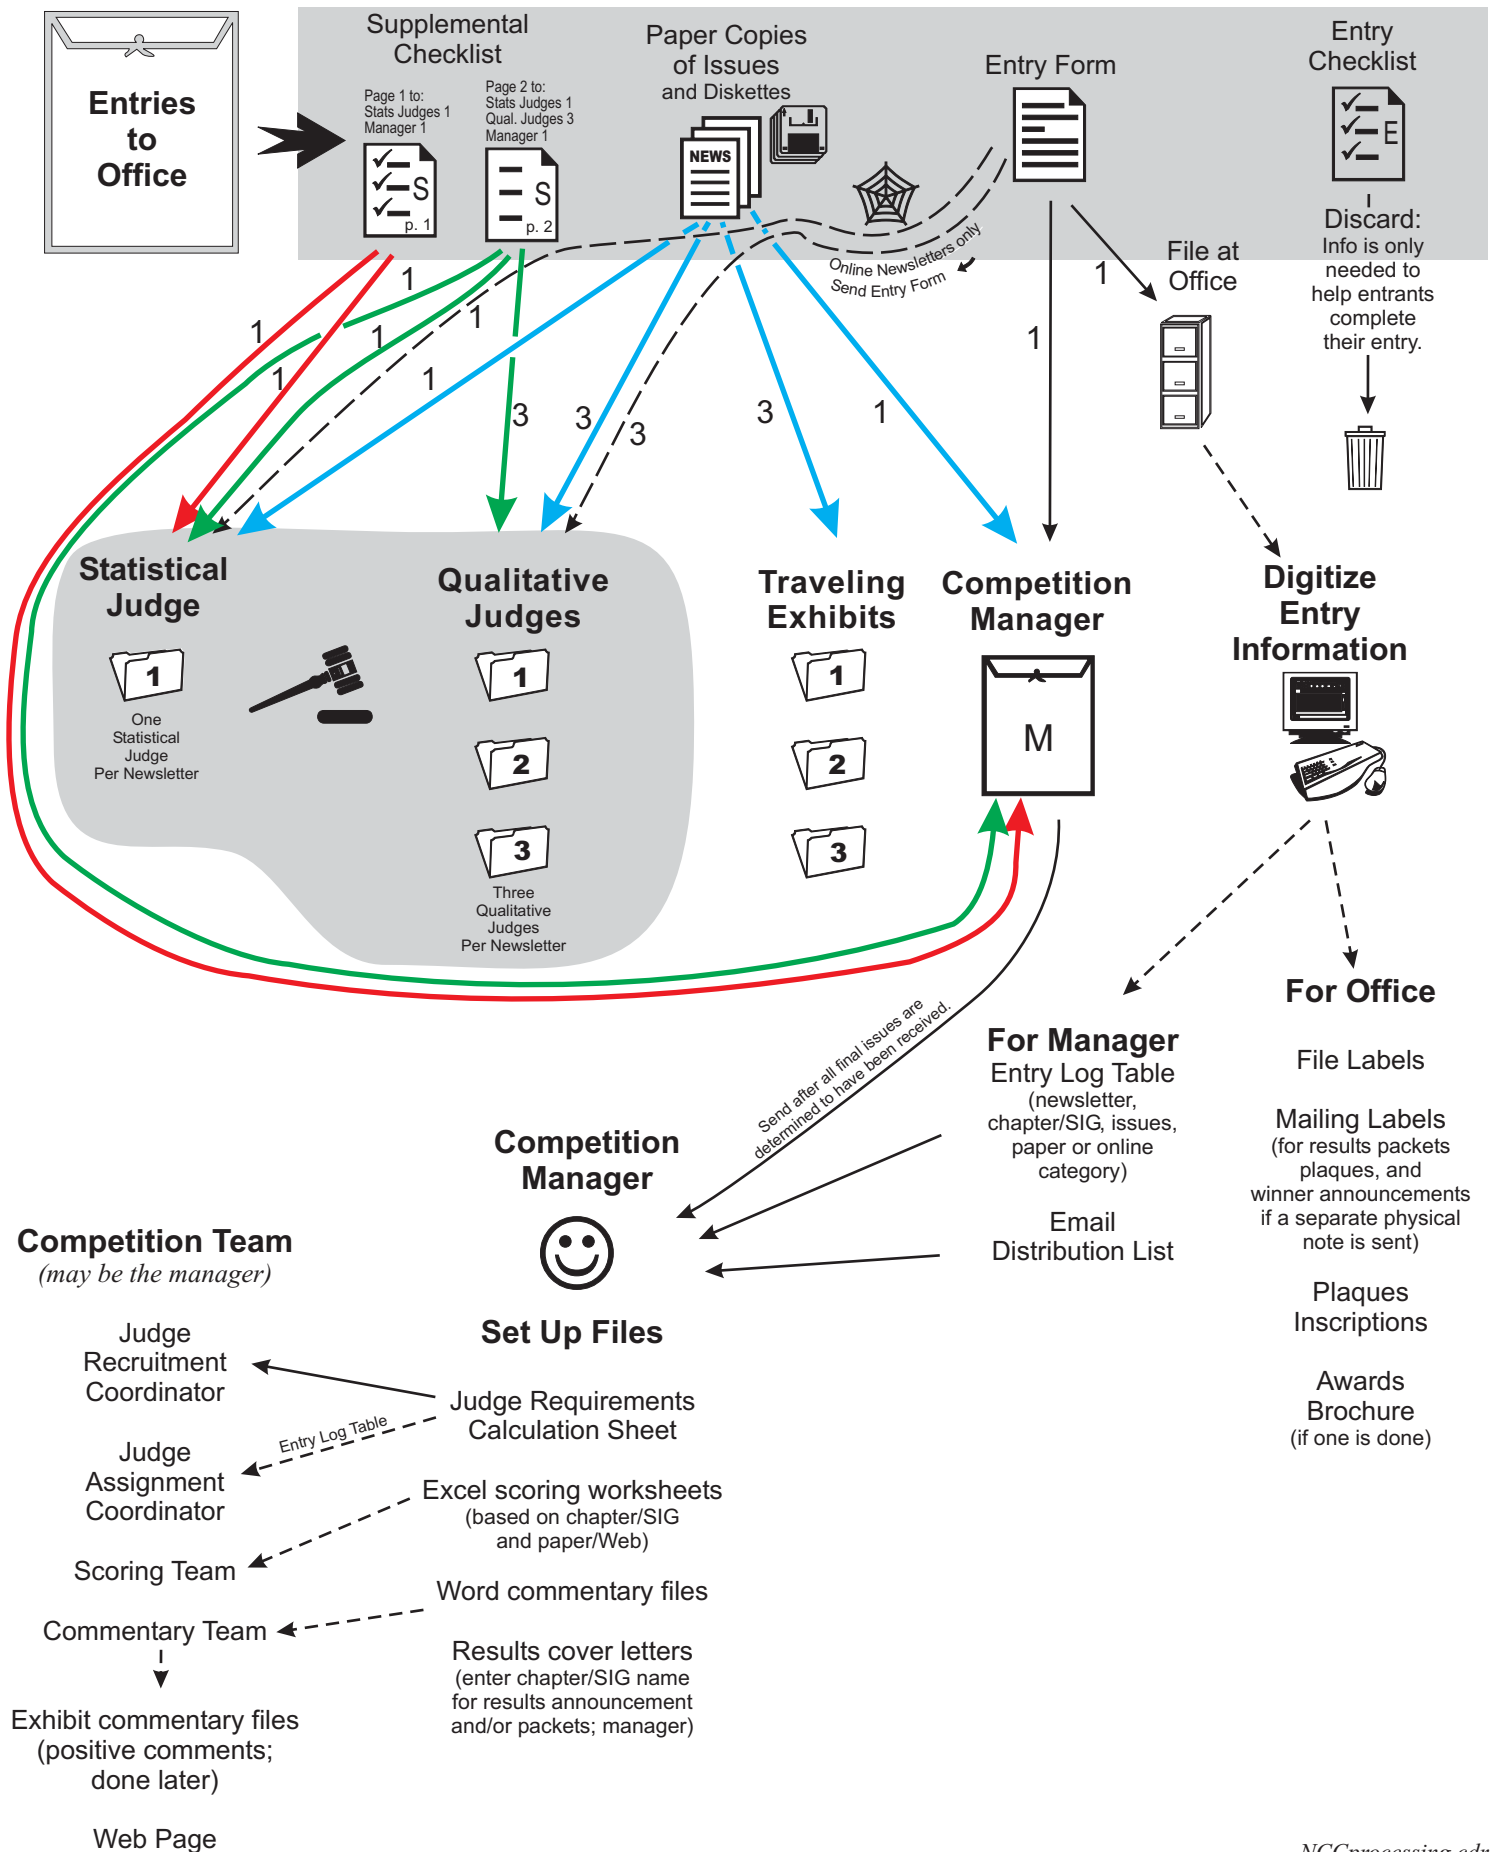 Entries
to
Office
Supplemental
Checklist
Page 1 to:
Stats Judges 1
Manager 1
S
p. 1
Page 2 to:
Stats Judges 1
Qual. Judges 3
Manager 1
S
p. 2
Paper Copies
of Issues
and Diskettes
NEWS
Entry Form
Entry
Checklist
E
Online Newsletters only
Send Entry Form
File at
Office
Discard:
Info is only
needed to
help entrants
complete
their entry.
1
1
1
1
1
1
3
3
3
3
1
1
1
Statistical
Judge
1
One
Statistical
Judge
Per Newsletter
Qualitative
Judges
1
2
3
Three
Qualitative
Judges
Per Newsletter
Traveling
Exhibits
1
2
3
Competition
Manager
M
Digitize
Entry
Information
Send after all final issues are
determined to have been received.
For Manager
Entry Log Table
(newsletter,
chapter/SIG, issues,
paper or online
category)
Email
Distribution List
For Office
File Labels
Mailing Labels
(for results packets
plaques, and
winner announcements
if a separate physical
note is sent)
Plaques
Inscriptions
Awards
Brochure
(if one is done)
Competition
Manager
Set Up Files
Judge Requirements
Calculation Sheet
Excel scoring worksheets
(based on chapter/SIG
and paper/Web)
Word commentary files
Results cover letters
(enter chapter/SIG name
for results announcement
and/or packets; manager)
Competition Team
(may be the manager)
Judge
Recruitment
Coordinator
Entry Log Table
Judge
Assignment
Coordinator
Scoring Team
Commentary Team
Exhibit commentary files
(positive comments;
done later)
Web Page
NCCprocessing.cdr